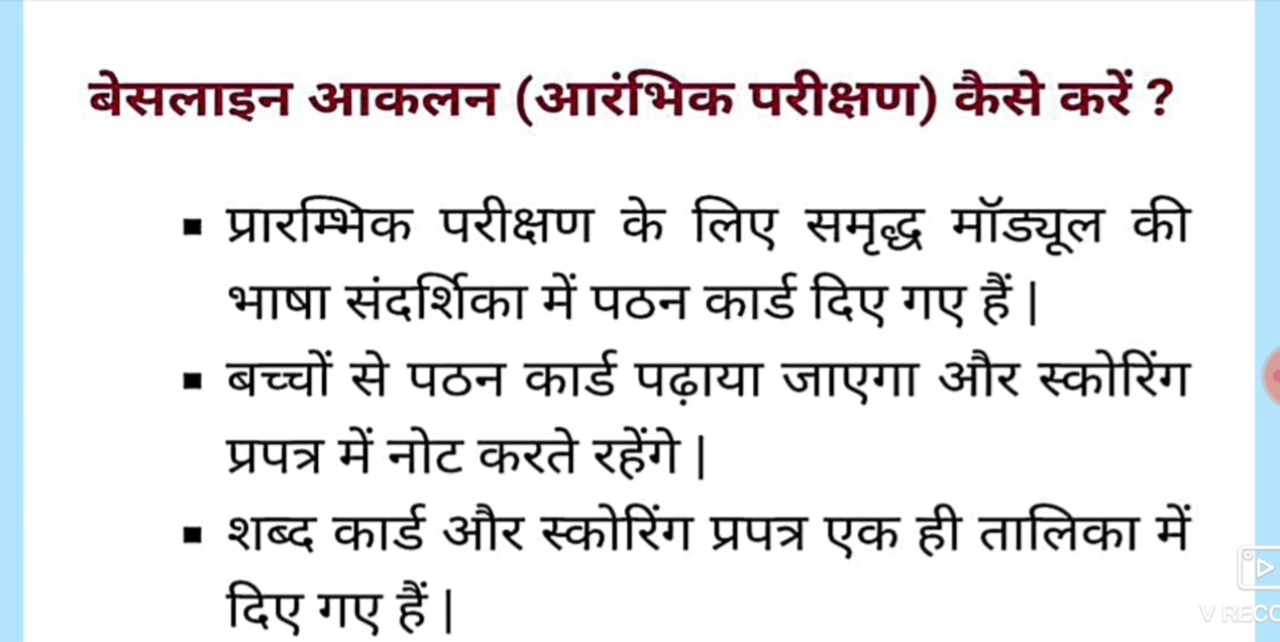 बेसलाइन आकलन (आरंभिक परीक्षण) कैसे करें ?
▪ प्रारम्भिक परीक्षण के लिए समृद्ध मॉड्यूल की
भाषा संदर्शिका में पठन कार्ड दिए गए हैं |
▪ बच्चों से पठन कार्ड पढ़ाया जाएगा और स्कोरिंग
प्रपत्र में नोट करते रहेंगे |
▪ शब्द कार्ड और स्कोरिंग प्रपत्र एक ही तालिका में
दिए गए हैं |